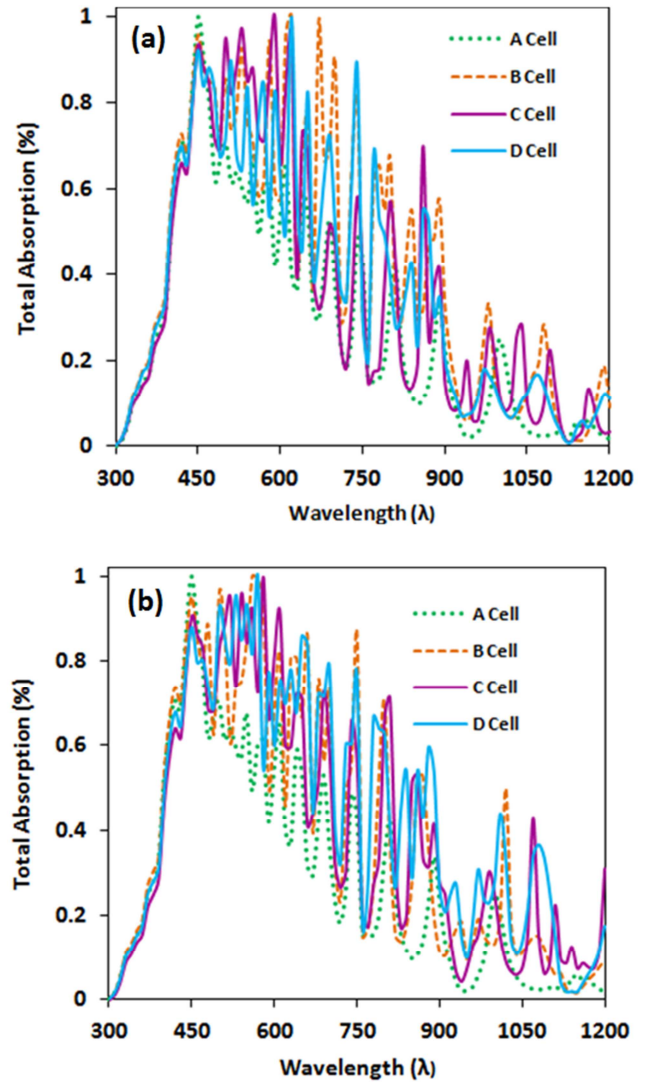 (a)
A Cell
B Cell
C Cell
D Cell
Total Absorption (%)
1
0.8
0.6
0.4
0.2
0
300 450 600 750 900 1050 1200
Wavelength (λ)
(b)
A Cell
B Cell
C Cell
D Cell
Total Absorption (%)
1
0.8
0.6
0.4
0.2
0
300 450 600 750 900 1050 1200
Wavelength (λ)